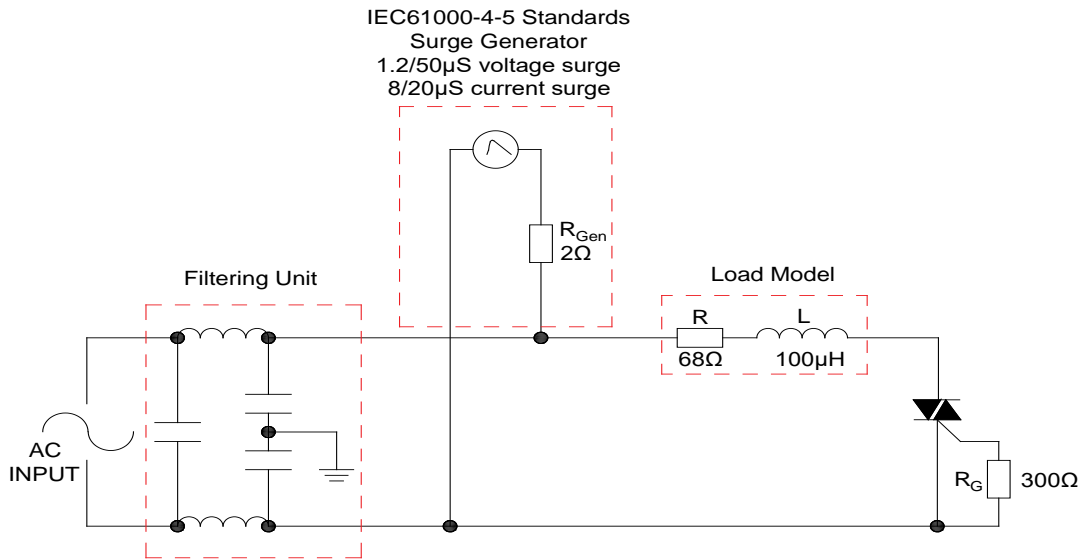 IEC61000-4-5 Standards
Surge Generator
1.2/50µS voltage surge
8/20µS current surge
R_Gen
2Ω
Filtering Unit
Load Model
R
L
68Ω
100µH
AC
INPUT
R_G
300Ω